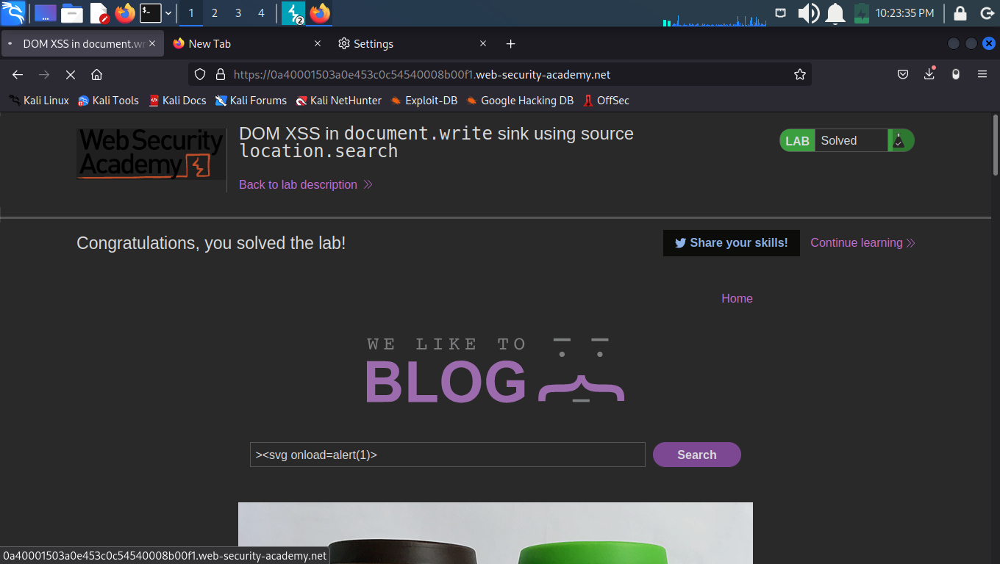 1 2 3 4 2 10:23:35 PM
DOM XSS in document.wr New Tab Settings
https://0a40001503a0e453c0c54540008b00f1.web-security-academy.net
Kali Linux Kali Tools Kali Docs Kali Forums Kali NetHunter Exploit-DB Google Hacking DB OffSec
Web Security
Academy
DOM XSS in document.write sink using source
location.search
LAB Solved
Back to lab description
Congratulations, you solved the lab!
Share your skills! Continue learning
Home
WE LIKE TO
BLOG
><svg onload=alert(1)> Search
0a40001503a0e453c0c54540008b00f1.web-security-academy.net